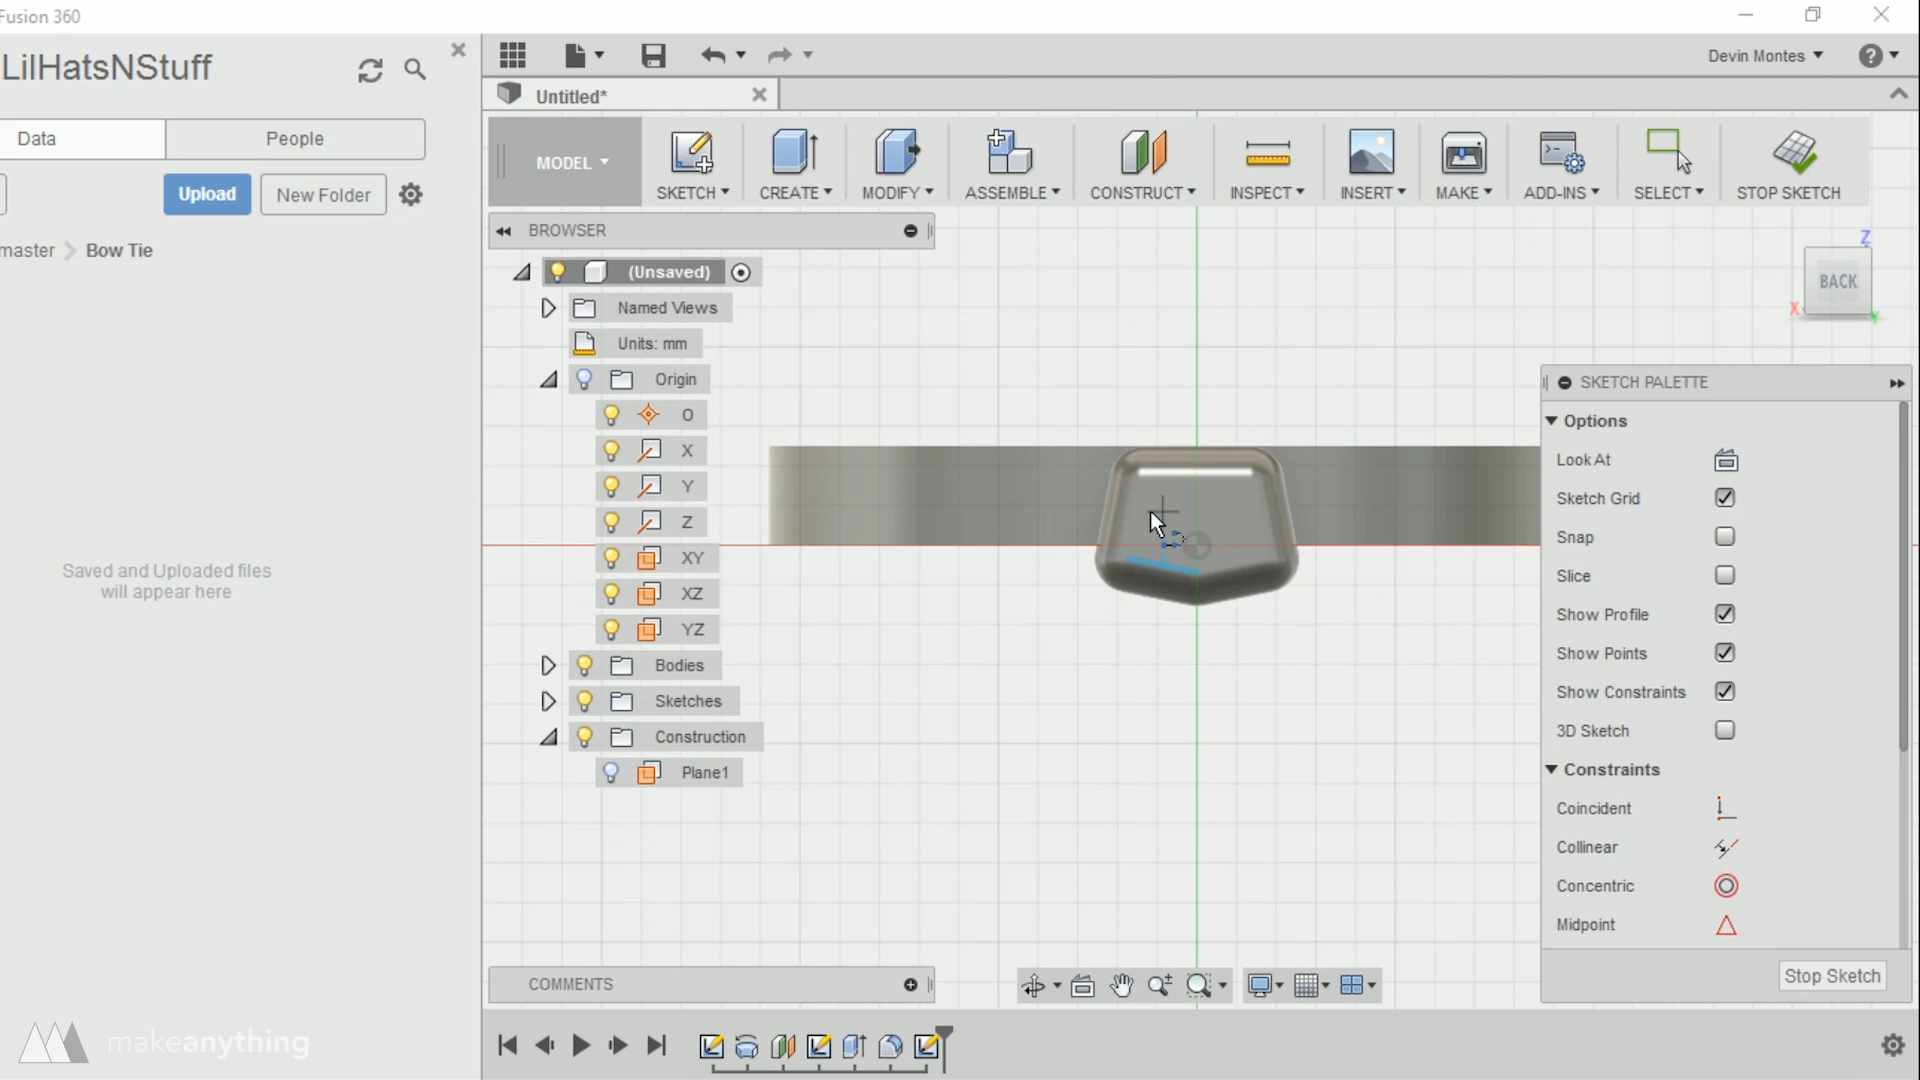 Fusion 360
LilHatsNStuff
Data
People
Upload
New Folder
master
Bow Tie
Saved and Uploaded files
will appear here
Devin Montes
?
Untitled*
MODEL
SKETCH
CREATE
MODIFY
ASSEMBLE
CONSTRUCT
INSPECT
INSERT
MAKE
ADD-INS
SELECT
STOP SKETCH
BROWSER
(Unsaved)
Named Views
Units: mm
Origin
O
X
Y
Z
XY
XZ
YZ
Bodies
Sketches
Construction
Plane1
Z
BACK
X
Y
SKETCH PALETTE
Options
Look At
Sketch Grid
Snap
Slice
Show Profile
Show Points
Show Constraints
3D Sketch
Constraints
Coincident
Collinear
Concentric
Midpoint
Stop Sketch
COMMENTS
makeanything